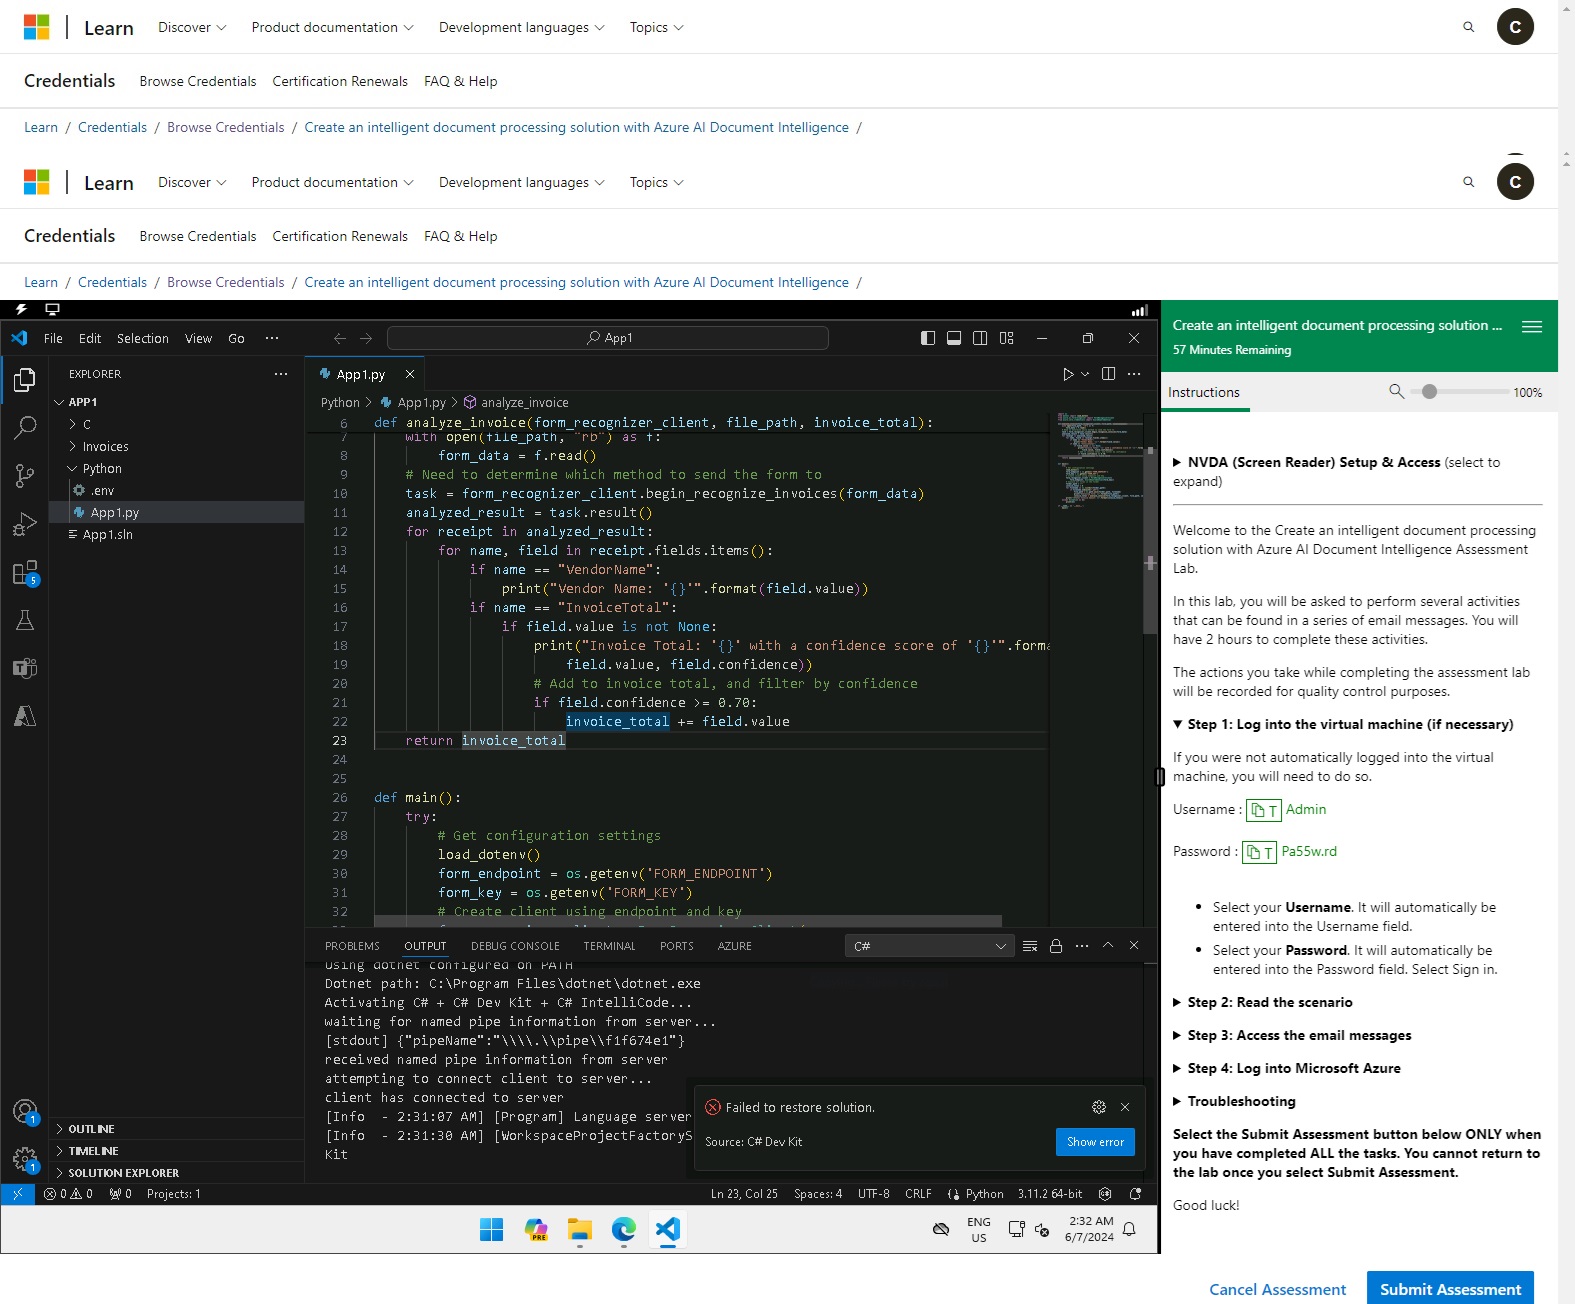 Learn Discover Product documentation Development languages Topics C
Credentials Browse Credentials Certification Renewals FAQ & Help
Learn / Credentials / Browse Credentials / Create an intelligent document processing solution with Azure AI Document Intelligence /
Learn Discover Product documentation Development languages Topics C
Credentials Browse Credentials Certification Renewals FAQ & Help
Learn / Credentials / Browse Credentials / Create an intelligent document processing solution with Azure AI Document Intelligence /
File Edit Selection View Go ··· App1
EXPLORER ···
APP1
C
Invoices
Python
.env
App1.py
App1.sln
OUTLINE
TIMELINE
SOLUTION EXPLORER
5
1
1
App1.py
Python > App1.py > analyze_invoice
6 def analyze_invoice(form_recognizer_client, file_path, invoice_total):
7 with open(file_path, "rb") as f:
8 form_data = f.read()
9 # Need to determine which method to send the form to
10 task = form_recognizer_client.begin_recognize_invoices(form_data)
11 analyzed_result = task.result()
12 for receipt in analyzed_result:
13 for name, field in receipt.fields.items():
14 if name == "VendorName":
15 print("Vendor Name: '{}'".format(field.value))
16 if name == "InvoiceTotal":
17 if field.value is not None:
18 print("Invoice Total: '{}' with a confidence score of '{}'".forma
19 field.value, field.confidence))
20 # Add to invoice total, and filter by confidence
21 if field.confidence >= 0.70:
22 invoice_total += field.value
23 return invoice_total
24
25
26 def main():
27 try:
28 # Get configuration settings
29 load_dotenv()
30 form_endpoint = os.getenv('FORM_ENDPOINT')
31 form_key = os.getenv('FORM_KEY')
32 # Create client using endpoint and key
PROBLEMS OUTPUT DEBUG CONSOLE TERMINAL PORTS AZURE C#
Using dotnet configured on PATH
Dotnet path: C:\Program Files\dotnet\dotnet.exe
Activating C# + C# Dev Kit + C# IntelliCode...
waiting for named pipe information from server...
[stdout] {"pipeName":"\\\\.\\pipe\\f1f674e1"}
received named pipe information from server
attempting to connect client to server...
client has connected to server
[Info - 2:31:07 AM] [Program] Language server
[Info - 2:31:30 AM] [WorkspaceProjectFactoryS
Kit
Failed to restore solution.
Source: C# Dev Kit Show error
0 0 0 Projects: 1 Ln 23, Col 25 Spaces: 4 UTF-8 CRLF Python 3.11.2 64-bit
PRE
ENG
US
2:32 AM
6/7/2024
Create an intelligent document processing solution ...
57 Minutes Remaining
Instructions 100%
NVDA (Screen Reader) Setup & Access (select to
expand)
Welcome to the Create an intelligent document processing
solution with Azure AI Document Intelligence Assessment
Lab.
In this lab, you will be asked to perform several activities
that can be found in a series of email messages. You will
have 2 hours to complete these activities.
The actions you take while completing the assessment lab
will be recorded for quality control purposes.
Step 1: Log into the virtual machine (if necessary)
If you were not automatically logged into the virtual
machine, you will need to do so.
Username : T Admin
Password : T Pa55w.rd
• Select your Username. It will automatically be
entered into the Username field.
• Select your Password. It will automatically be
entered into the Password field. Select Sign in.
Step 2: Read the scenario
Step 3: Access the email messages
Step 4: Log into Microsoft Azure
Troubleshooting
Select the Submit Assessment button below ONLY when
you have completed ALL the tasks. You cannot return to
the lab once you select Submit Assessment.
Good luck!
Cancel Assessment Submit Assessment